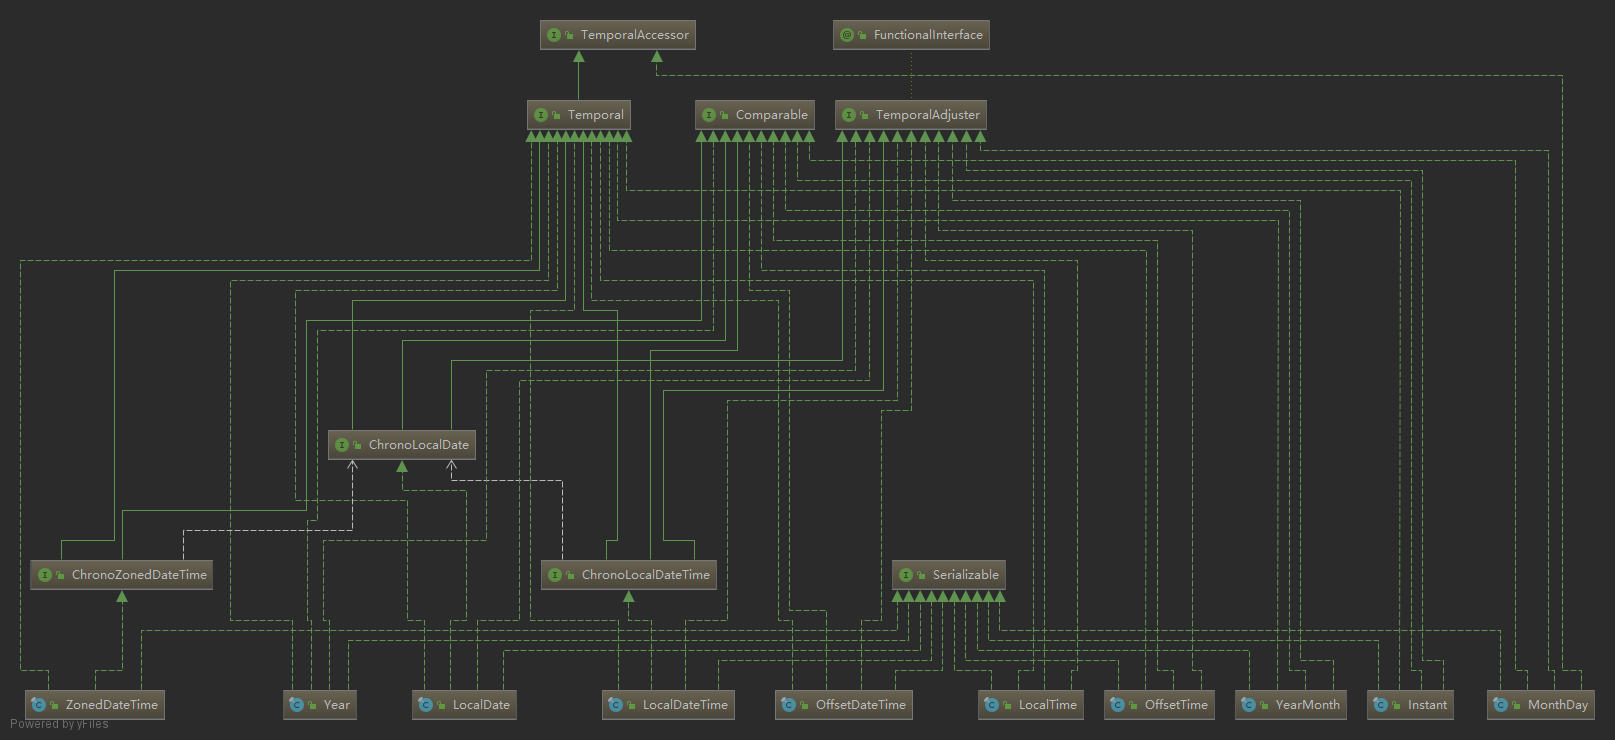 TemporalAccessor
FunctionalInterface
Temporal
Comparable
TemporalAdjuster
ChronoLocalDate
ChronoZonedDateTime
ChronoLocalDateTime
Serializable
ZonedDateTime
Year
LocalDate
LocalDateTime
OffsetDateTime
LocalTime
OffsetTime
YearMonth
Instant
MonthDay
Powered by yFiles